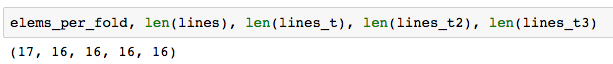 elems_per_fold, len(lines), len(lines_t), len(lines_t2), len(lines_t3)
(17, 16, 16, 16, 16)